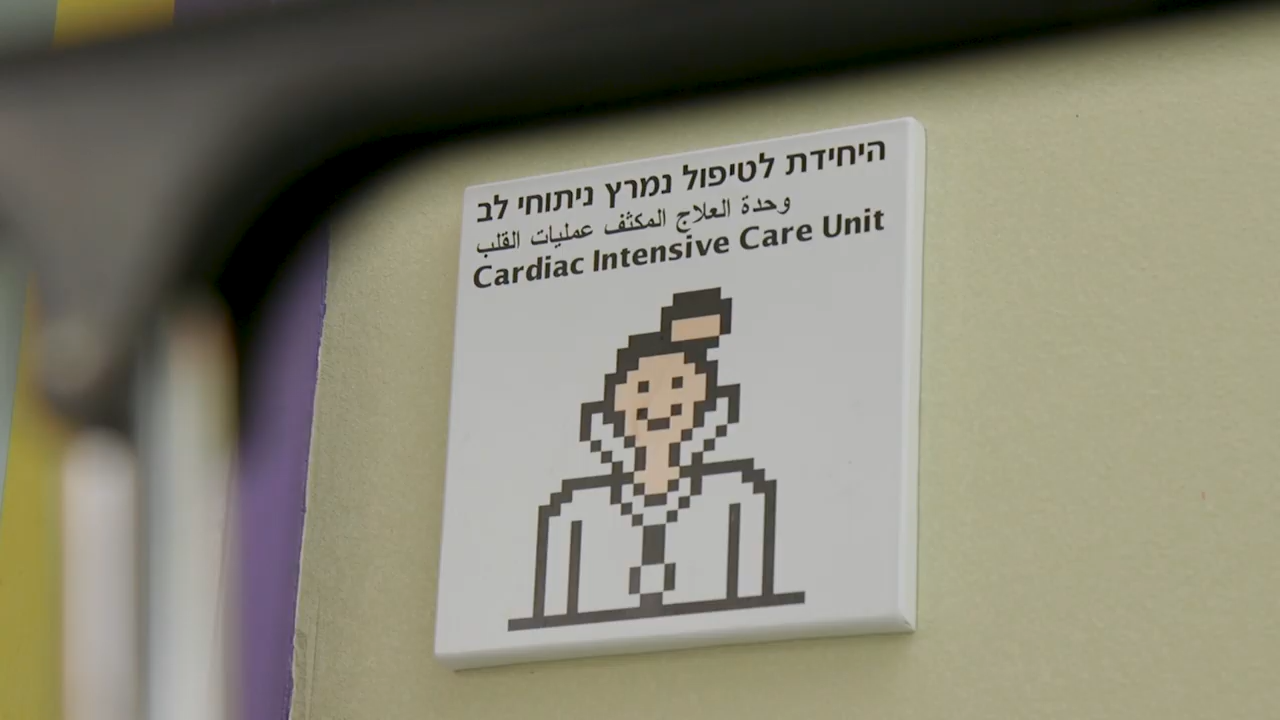 היחידת לטיפול נמרץ ניתוחי לב
وحدة العلاج المكثف عمليات القلب
Cardiac Intensive Care Unit